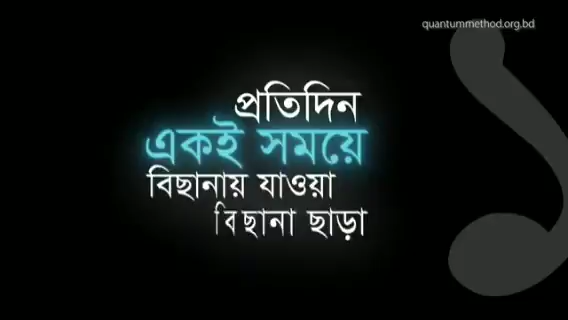 quantummethod.org.bd
প্রতিদিন
একই সময়ে
বিছানায় যাওয়া
বিছানা ছাড়া